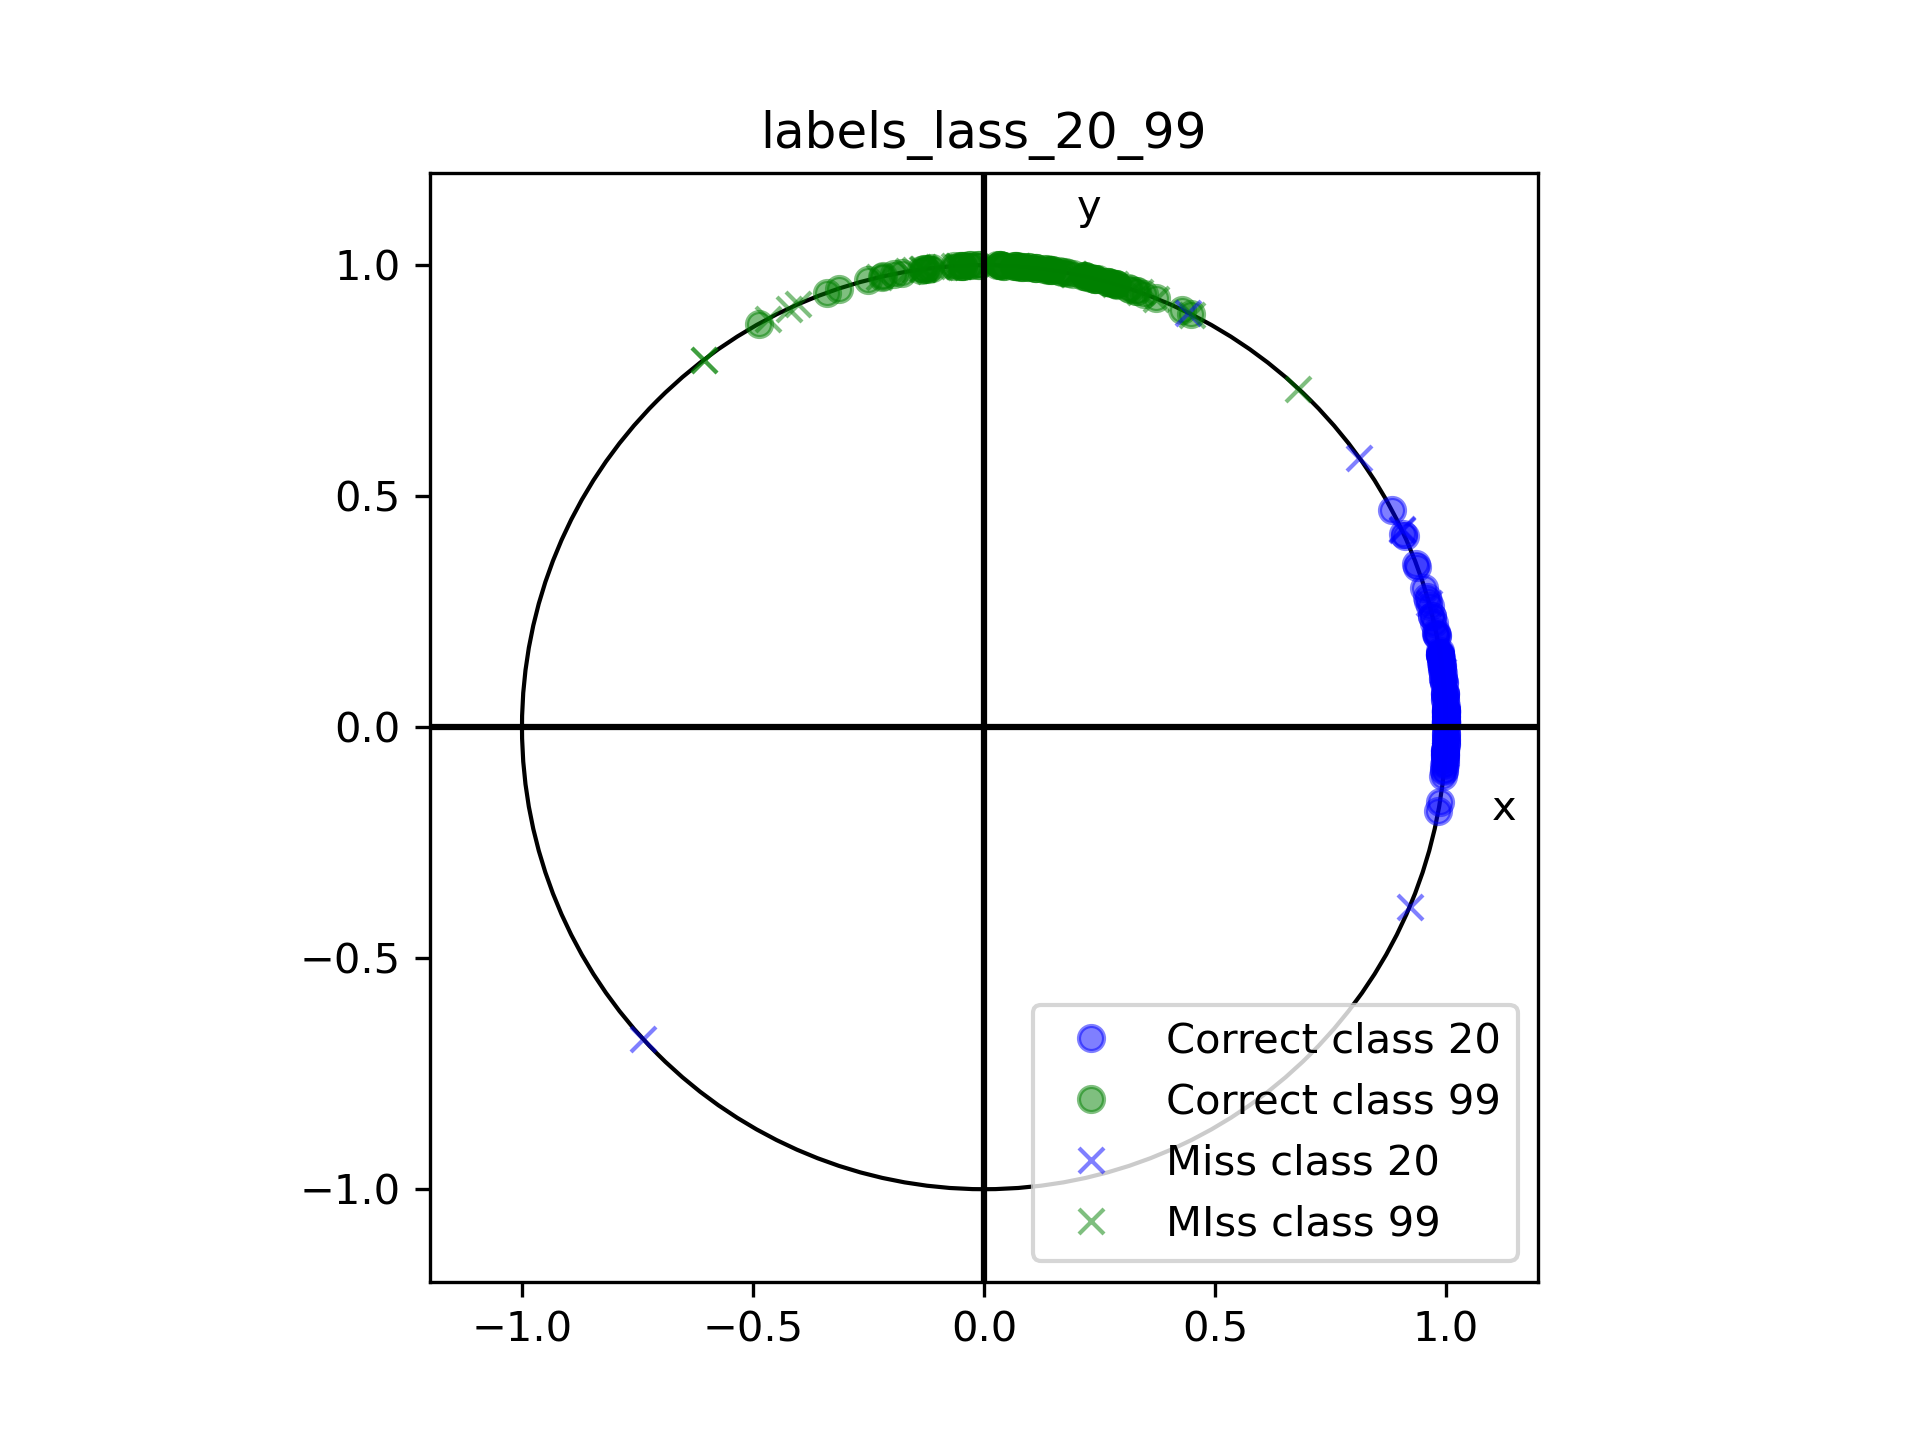 labels_lass_20_99
y
1.0
0.5
0.0
−0.5
−1.0
x
Correct class 20
Correct class 99
Miss class 20
MIss class 99
−1.0 −0.5 0.0 0.5 1.0